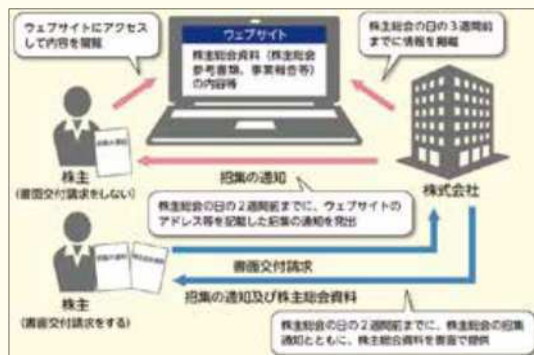 ウェブサイトにアクセス
して内容を閲覧
ウェブサイト
株主総会資料（株主総会
参考書類、事業報告等）
の内容等
株主総会の日の３週間前
までに情報を掲載
株主
(書面交付請求をしない)
招集の通知
株式会社
株主総会の日の２週間前までに、ウェブサイトの
アドレス等を記載した招集の通知を発出
書面交付請求
株主
(書面交付請求をする)
招集の通知及び株主総会資料
株主総会の日の２週間前までに、株主総会の招集
通知とともに、株主総会資料を書面で提供